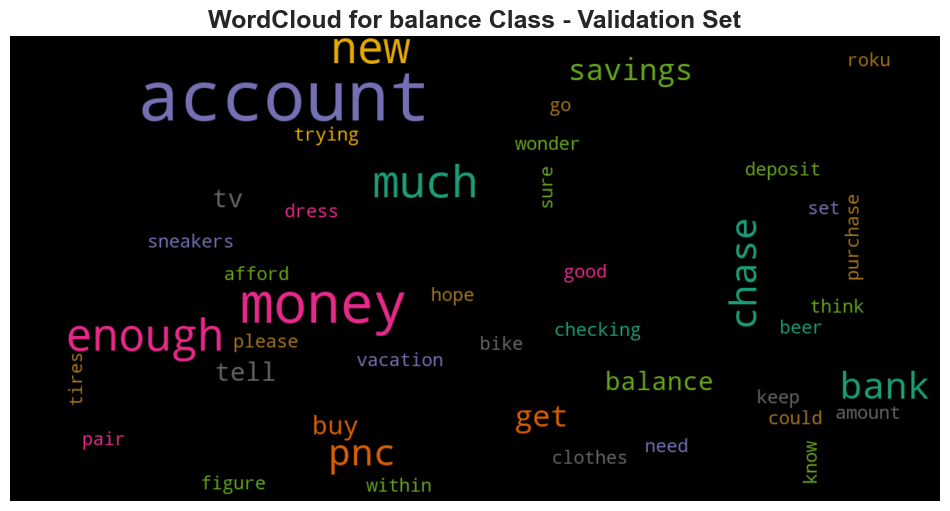 WordCloud for balance Class - Validation Set
new
account
savings
roku
go
trying
wonder
much
sure
deposit
tv
dress
set
purchase
sneakers
chase
afford
good
money
hope
think
enough
checking
beer
please
bike
tires
vacation
tell
balance
bank
keep
get
could
amount
buy
pair
pnc
need
clothes
know
figure
within